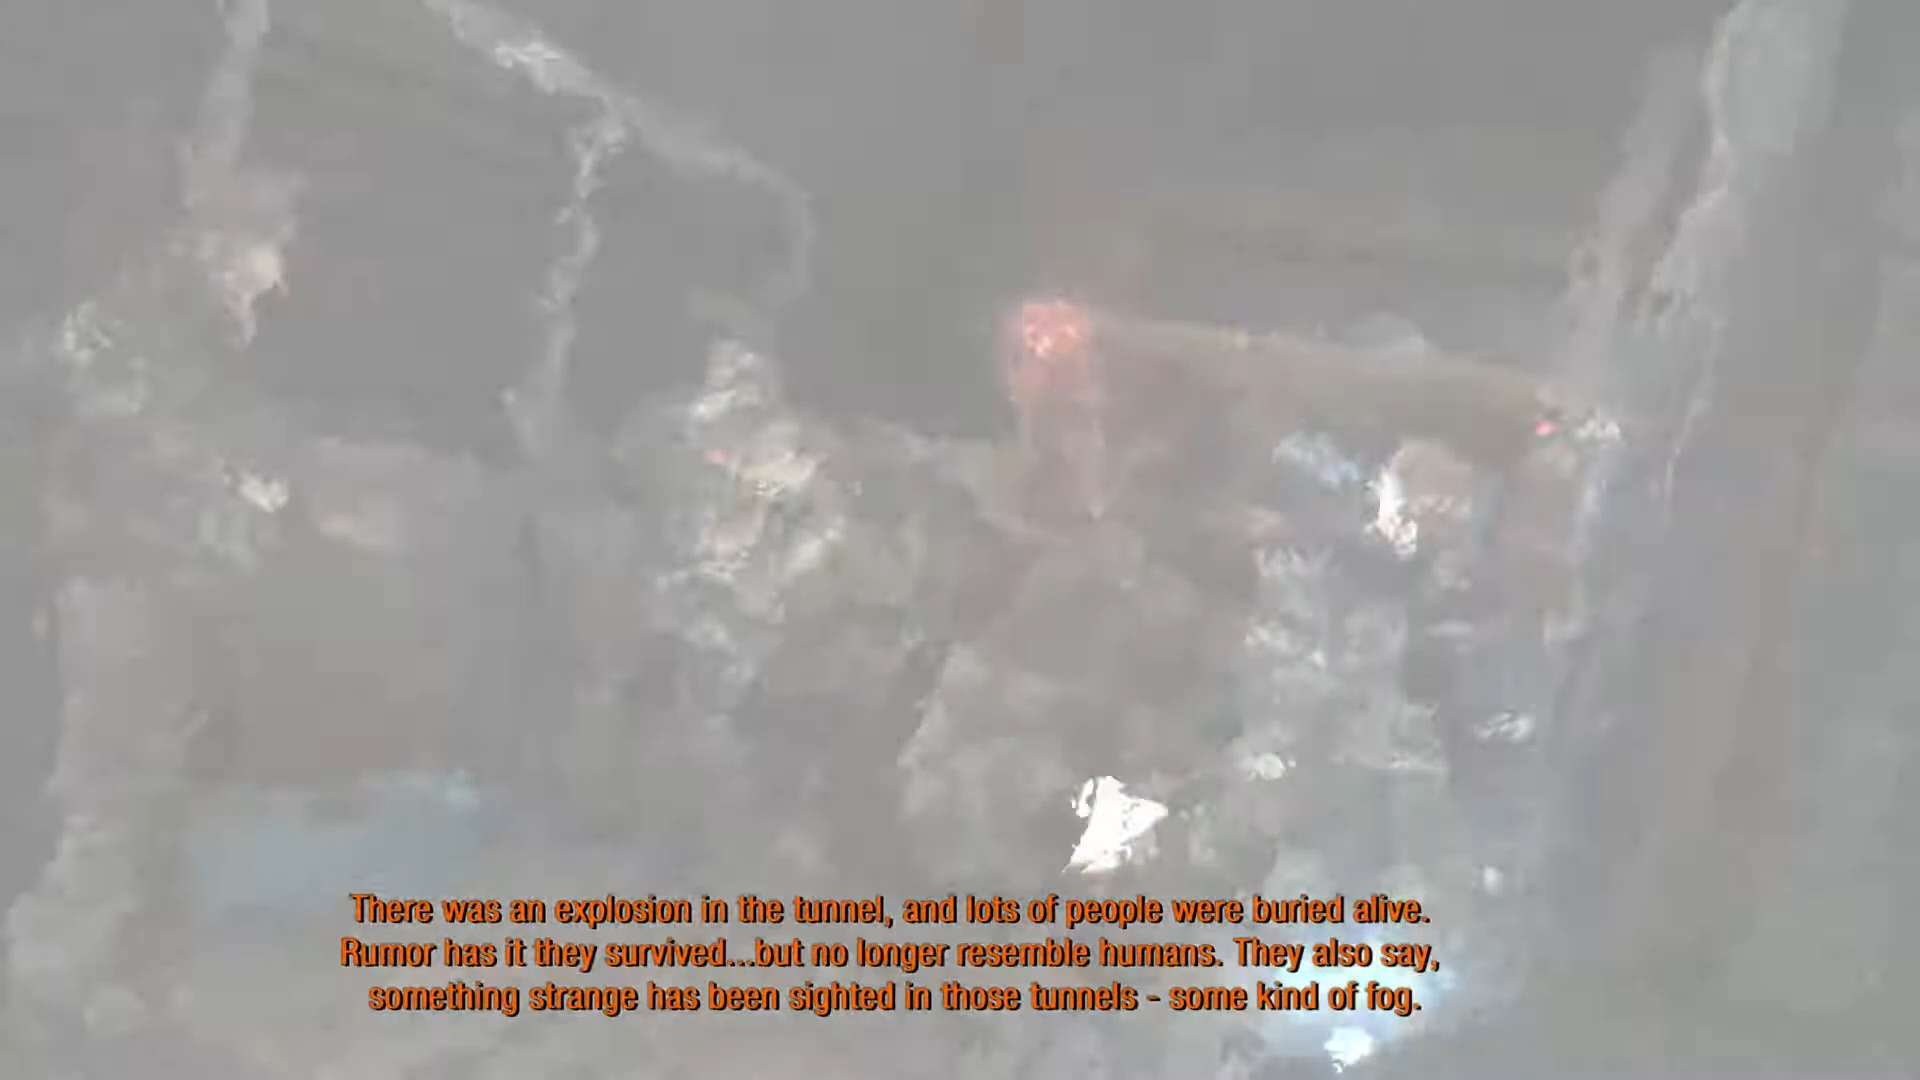 There was an explosion in the tunnel, and lots of people were buried alive.
Rumor has it they survived...but no longer resemble humans. They also say,
something strange has been sighted in those tunnels - some kind of fog.